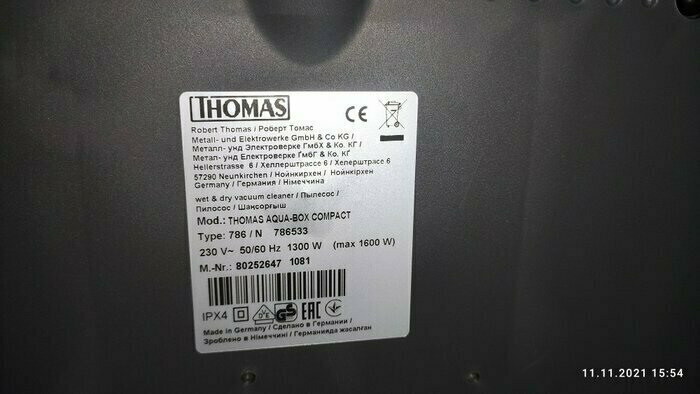 THOMAS
CE
Robert Thomas / Роберт Томас
Metall- und Elektrowerke GmbH & Co KG /
Металл- унд Электроверке ГмбХ & Ко. КГ /
Метал- унд Електроверке ҐмбГ & Ко, КҐ
Hellerstrasse 6 / Хеллерштрассе 6 / Хелерштрасе 6
57290 Neunkirchen / Нойнкирхен / Нойнкірхен
Germany / Германия / Німеччина
wet & dry vacuum cleaner / Пылесос /
Пилосос / Шаңсорғыш
Mod.: THOMAS AQUA-BOX COMPACT
Type: 786 / N 786533
230 V~ 50/60 Hz 1300 W (max 1600 W)
M.-Nr.: 80252647 1081
IPX4 VDE GS EAC
Made in Germany / Сделано в Германии /
Зроблено в Німеччині / Германияда жасалған
11.11.2021 15:54